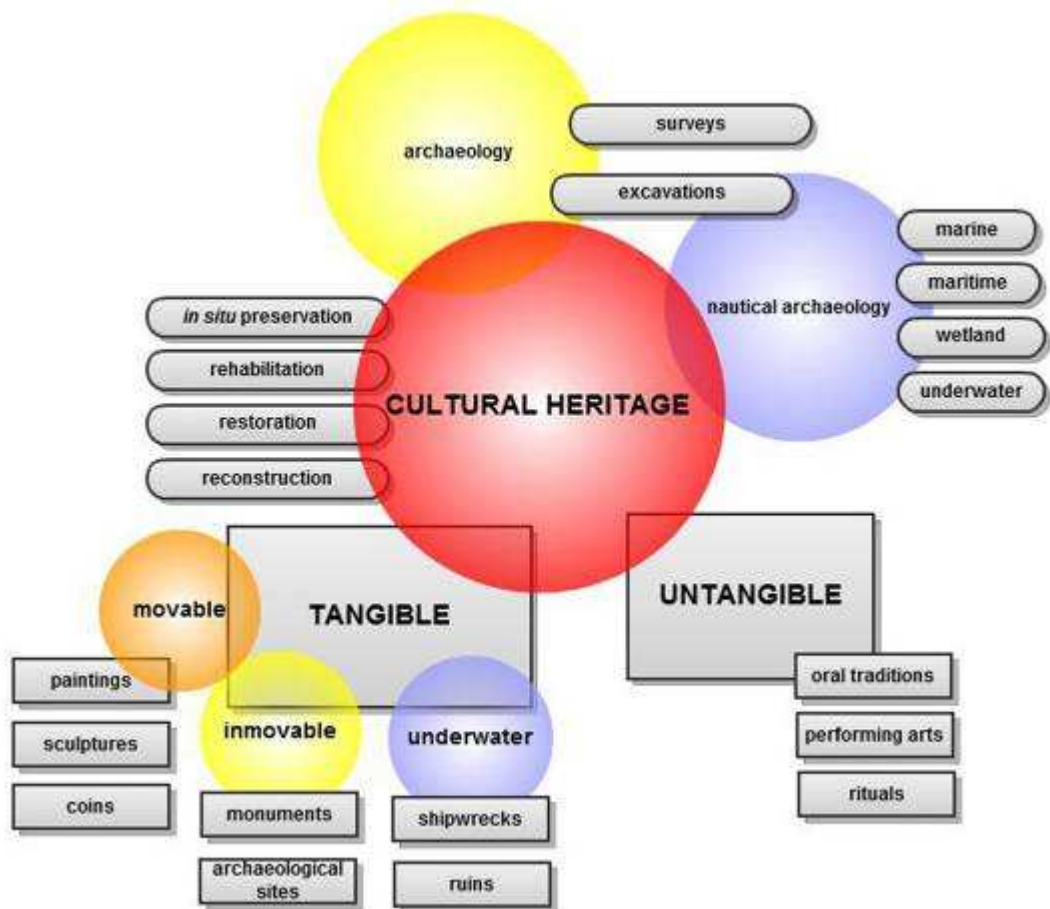 archaeology
surveys
excavations
nautical archaeology
marine
maritime
wetland
underwater
in situ preservation
rehabilitation
restoration
reconstruction
CULTURAL HERITAGE
TANGIBLE
UNTANGIBLE
movable
paintings
sculptures
coins
inmovable
monuments
archaeological
sites
underwater
shipwrecks
ruins
oral traditions
performing arts
rituals